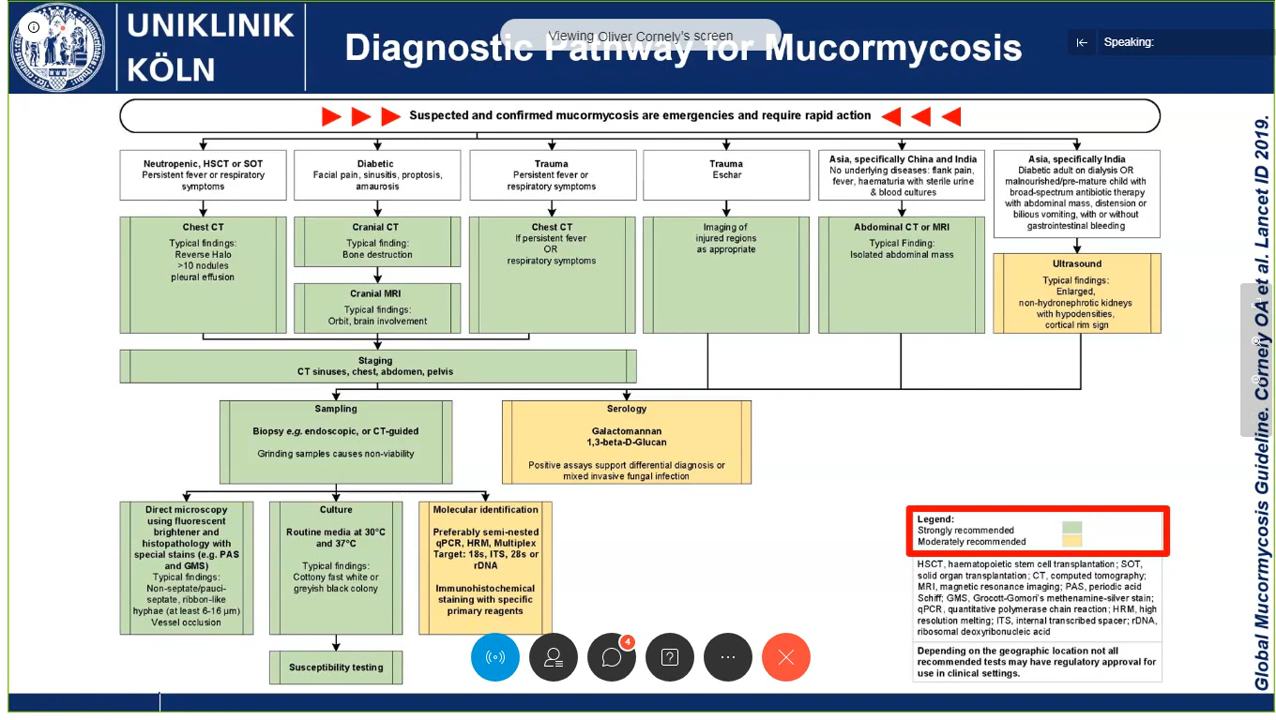 UNIKLINIK
KÖLN
Viewing Oliver Cornely's screen
Diagnostic Pathway for Mucormycosis
Speaking:
Suspected and confirmed mucormycosis are emergencies and require rapid action
Neutropenic, HSCT or SOT
Persistent fever or respiratory
symptoms
Diabetic
Facial pain, sinusitis, proptosis,
amaurosis
Trauma
Persistent fever or
respiratory symptoms
Trauma
Eschar
Asia, specifically China and India
No underlying diseases: flank pain,
fever, haematuria with sterile urine
& blood cultures
Asia, specifically India
Diabetic adult on dialysis OR
malnourished/pre-mature child with
broad-spectrum antibiotic therapy
with abdominal mass, distension or
bilious vomiting, with or without
gastrointestinal bleeding
Chest CT
Typical findings:
Reverse Halo
>10 nodules
pleural effusion
Cranial CT
Typical finding:
Bone destruction
Cranial MRI
Typical findings:
Orbit, brain involvement
Chest CT
If persistent fever
OR
respiratory symptoms
Imaging of
injured regions
as appropriate
Abdominal CT or MRI
Typical Finding:
Isolated abdominal mass
Ultrasound
Typical findings:
Enlarged,
non-hydronephrotic kidneys
with hypodensities,
cortical rim sign
Staging
CT sinuses, chest, abdomen, pelvis
Sampling
Biopsy e.g. endoscopic, or CT-guided
Grinding samples causes non-viability
Serology
Galactomannan
1,3-beta-D-Glucan
Positive assays support differential diagnosis or
mixed invasive fungal infection
Direct microscopy
using fluorescent
brightener and
histopathology with
special stains (e.g. PAS
and GMS)
Typical findings:
Non-septate/pauci-
septate, ribbon-like
hyphae (at least 6-16 µm)
Vessel occlusion
Culture
Routine media at 30°C
and 37°C
Typical findings:
Cottony fast white or
greyish black colony
Molecular identification
Preferably semi-nested
qPCR, HRM, Multiplex
Target: 18s, ITS, 28s or
rDNA
Immunohistochemical
staining with specific
primary reagents
Susceptibility testing
4
Legend:
Strongly recommended
Moderately recommended
HSCT, haematopoietic stem cell transplantation; SOT,
solid organ transplantation; CT, computed tomography;
MRI, magnetic resonance imaging; PAS, periodic acid
Schiff; GMS, Grocott-Gomori's methenamine-silver stain;
qPCR, quantitative polymerase chain reaction; HRM, high
resolution melting; ITS, internal transcribed spacer; rDNA,
ribosomal deoxyribonucleic acid
Depending on the geographic location not all
recommended tests may have regulatory approval for
use in clinical settings.
Global Mucormycosis Guideline. Cornely OA et al. Lancet ID 2019.